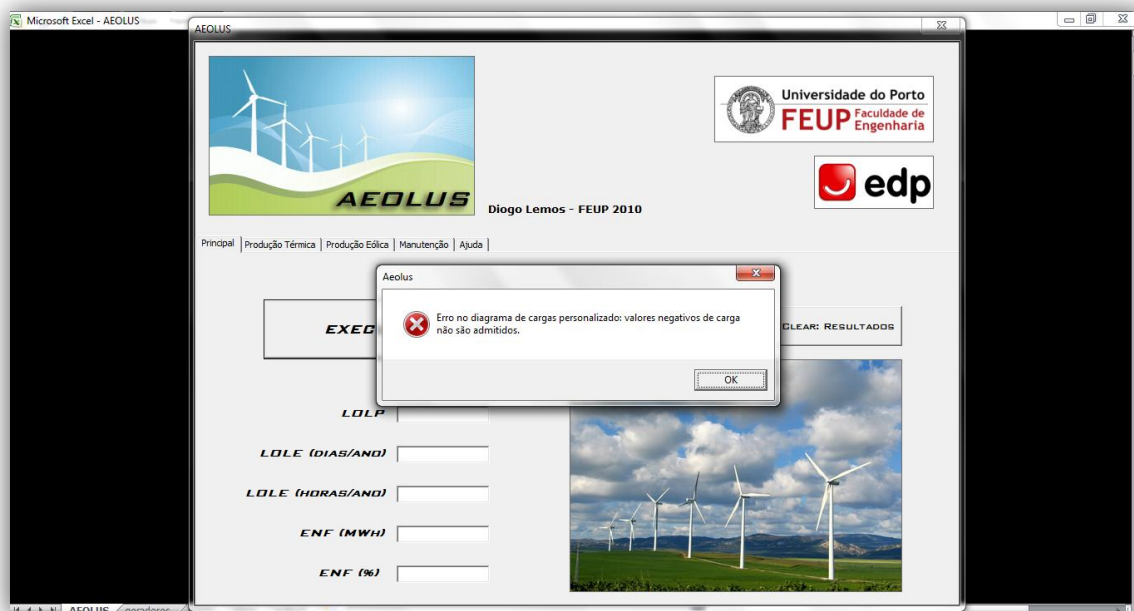 Microsoft Excel - AEOLUS
AEOLUS
Universidade do Porto
FEUP Faculdade de
Engenharia
edp
AEOLUS
Diogo Lemos - FEUP 2010
Principal Produção Térmica Produção Eólica Manutenção Ajuda
Aeolus
Erro no diagrama de cargas personalizado: valores negativos de carga
não são admitidos.
EXEC
CLEAR: RESULTADOS
OK
LOLP
LOLE (DIAS/ANO)
LOLE (HORAS/ANO)
ENF (MWH)
ENF (%)
AEOLUS geradores